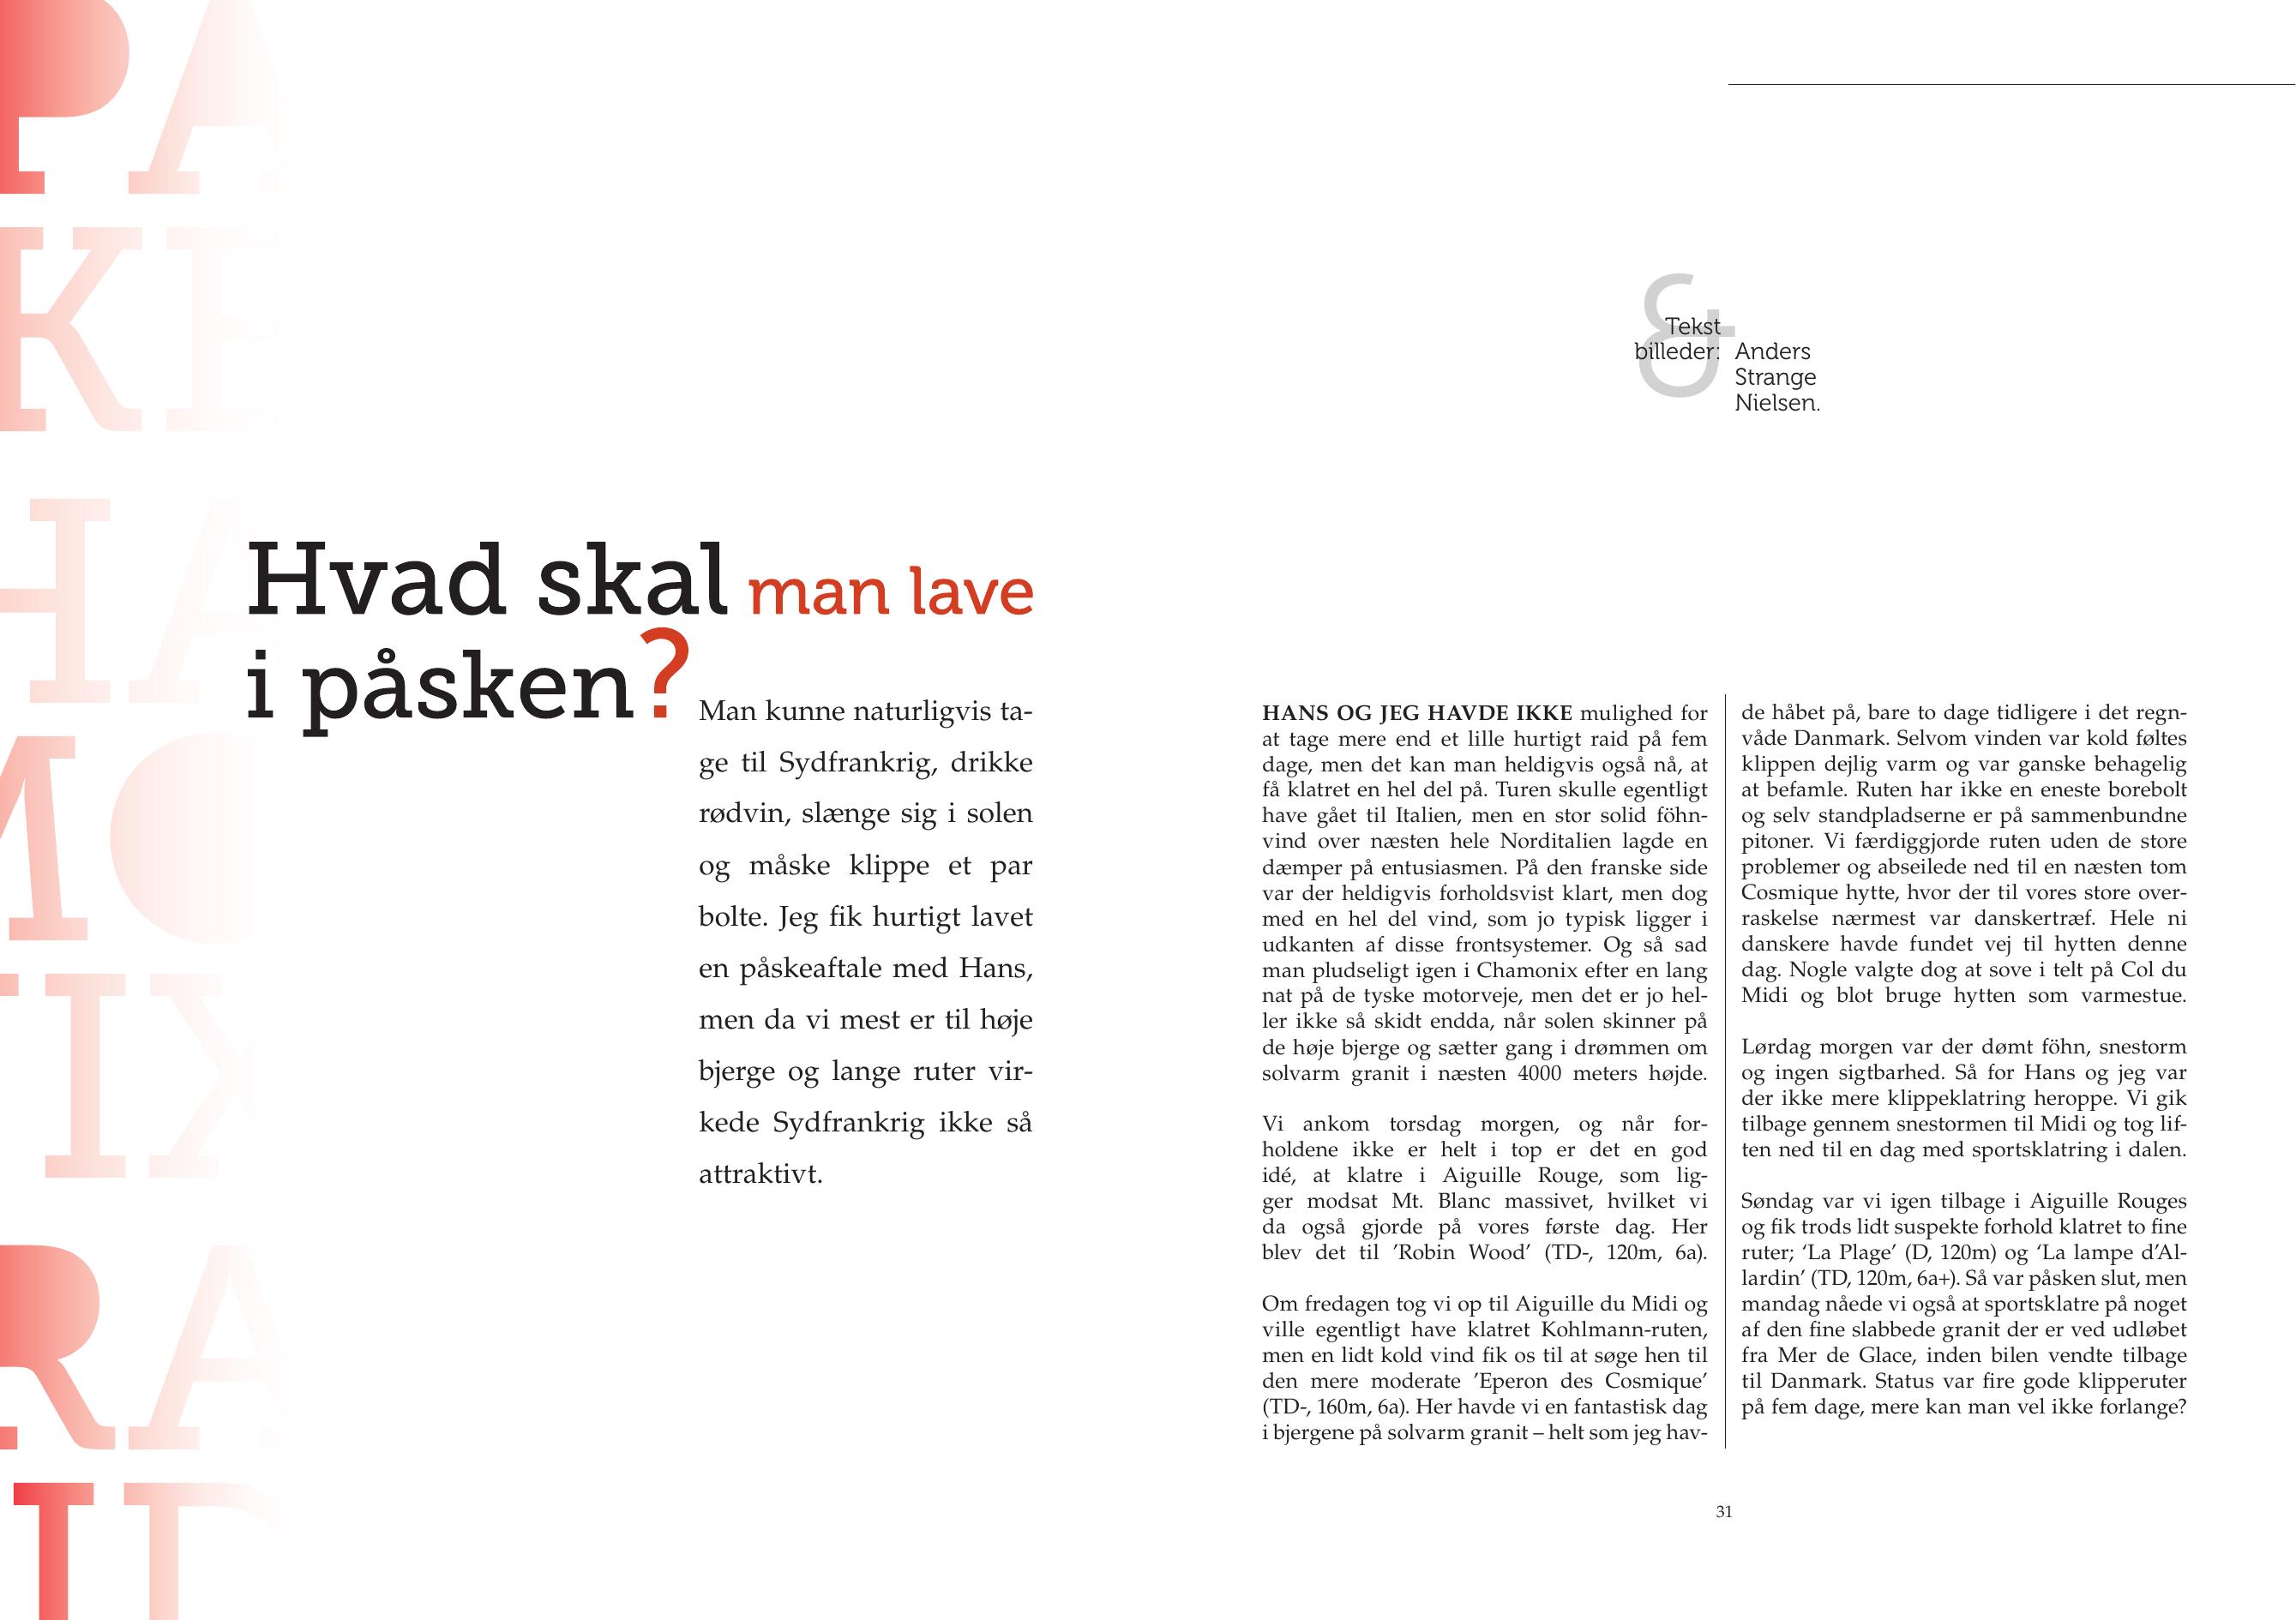 PA
KE
HA
MO
IX
RA
ID
Hvad skal man lave
i påsken?
Man kunne naturligvis ta-
ge til Sydfrankrig, drikke
rødvin, slænge sig i solen
og måske klippe et par
bolte. Jeg fik hurtigt lavet
en påskeaftale med Hans,
men da vi mest er til høje
bjerge og lange ruter vir-
kede Sydfrankrig ikke så
attraktivt.
&
Tekst
billeder: Anders
Strange
Nielsen.
HANS OG JEG HAVDE IKKE mulighed for
at tage mere end et lille hurtigt raid på fem
dage, men det kan man heldigvis også nå, at
få klatret en hel del på. Turen skulle egentligt
have gået til Italien, men en stor solid föhn-
vind over næsten hele Norditalien lagde en
dæmper på entusiasmen. På den franske side
var der heldigvis forholdsvist klart, men dog
med en hel del vind, som jo typisk ligger i
udkanten af disse frontsystemer. Og så sad
man pludseligt igen i Chamonix efter en lang
nat på de tyske motorveje, men det er jo hel-
ler ikke så skidt endda, når solen skinner på
de høje bjerge og sætter gang i drømmen om
solvarm granit i næsten 4000 meters højde.
Vi ankom torsdag morgen, og når for-
holdene ikke er helt i top er det en god
idé, at klatre i Aiguille Rouge, som lig-
ger modsat Mt. Blanc massivet, hvilket vi
da også gjorde på vores første dag. Her
blev det til ’Robin Wood’ (TD-, 120m, 6a).
Om fredagen tog vi op til Aiguille du Midi og
ville egentligt have klatret Kohlmann-ruten,
men en lidt kold vind fik os til at søge hen til
den mere moderate ’Eperon des Cosmique’
(TD-, 160m, 6a). Her havde vi en fantastisk dag
i bjergene på solvarm granit – helt som jeg hav-
de håbet på, bare to dage tidligere i det regn-
våde Danmark. Selvom vinden var kold føltes
klippen dejlig varm og var ganske behagelig
at befamle. Ruten har ikke en eneste borebolt
og selv standpladserne er på sammenbundne
pitoner. Vi færdiggjorde ruten uden de store
problemer og abseilede ned til en næsten tom
Cosmique hytte, hvor der til vores store over-
raskelse nærmest var danskertræf. Hele ni
danskere havde fundet vej til hytten denne
dag. Nogle valgte dog at sove i telt på Col du
Midi og blot bruge hytten som varmestue.
Lørdag morgen var der dømt föhn, snestorm
og ingen sigtbarhed. Så for Hans og jeg var
der ikke mere klippeklatring heroppe. Vi gik
tilbage gennem snestormen til Midi og tog lif-
ten ned til en dag med sportsklatring i dalen.
Søndag var vi igen tilbage i Aiguille Rouges
og fik trods lidt suspekte forhold klatret to fine
ruter; ‘La Plage’ (D, 120m) og ‘La lampe d’Al-
lardin’ (TD, 120m, 6a+). Så var påsken slut, men
mandag nåede vi også at sportsklatre på noget
af den fine slabbede granit der er ved udløbet
fra Mer de Glace, inden bilen vendte tilbage
til Danmark. Status var fire gode klipperuter
på fem dage, mere kan man vel ikke forlange?
31